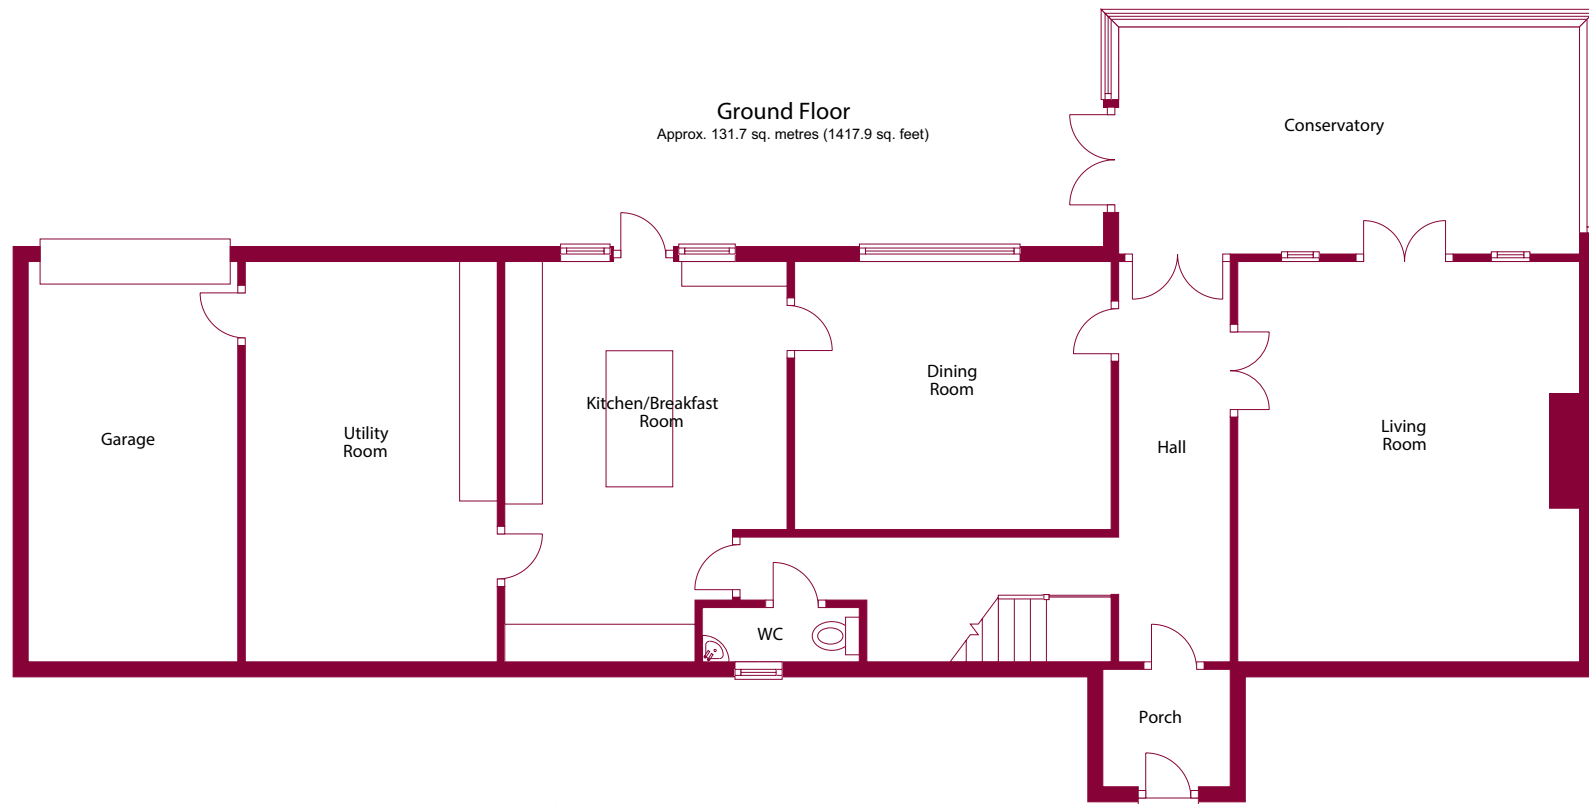 Ground Floor
Approx. 131.7 sq. metres (1417.9 sq. feet)
Conservatory
Garage
Utility
Room
Kitchen/Breakfast
Room
Dining
Room
Hall
Living
Room
WC
Porch